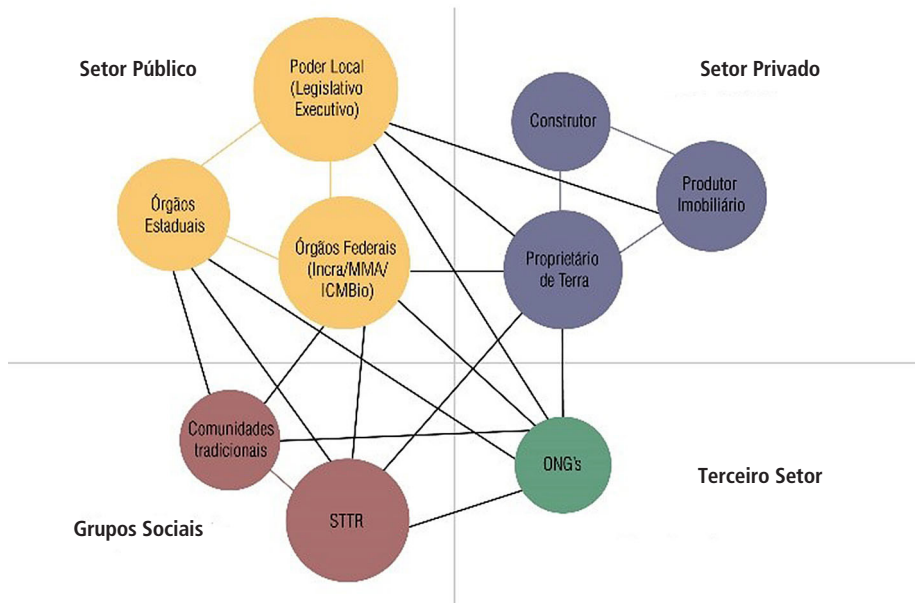 Setor Público
Poder Local
(Legislativo
Executivo)
Órgãos
Estaduais
Órgãos Federais
(Incra/MMA/
ICMBio)
Setor Privado
Construtor
Produtor
Imobiliário
Proprietário
de Terra
Comunidades
tradicionais
STTR
Grupos Sociais
ONG's
Terceiro Setor